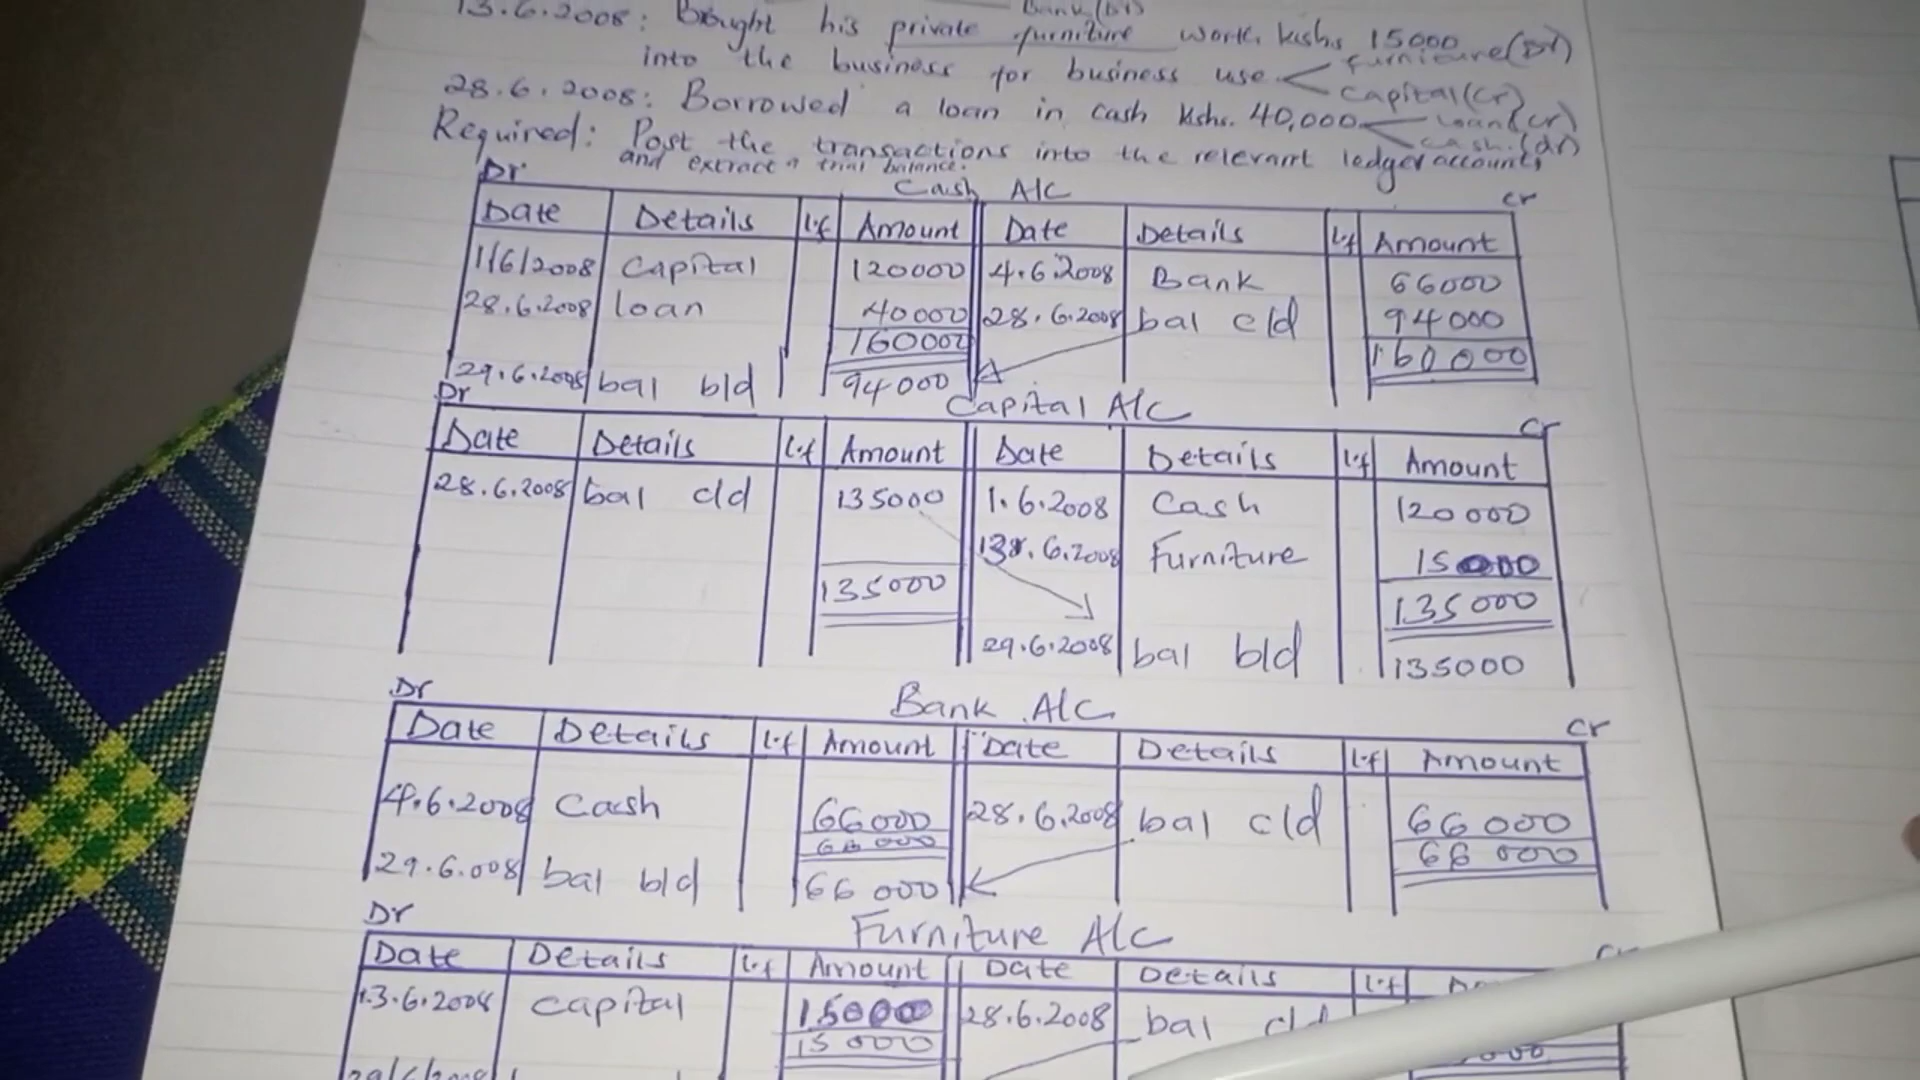 Bank (Dr)
13.6.2008: Brought his private furniture worth kshs 15000
furniture (Dr)
into the business for business use
Capital (Cr)
28.6.2008: Borrowed a loan in cash kshs. 40,000
loan (cr)
cash (dr)
Required: Post the transactions into the relevant ledger accounts
and extract a trial balance.
Dr Cash A/C cr
Date Details l.f Amount Date Details l.f Amount
1/6/2008 Capital 120000 4.6.2008 Bank 66000
28.6.2008 loan 40000 28.6.2008 bal c/d 94000
160000 160000
29.6.2008 bal b/d 94000
Dr Capital A/C cr
Date Details l.f Amount Date Details l.f Amount
28.6.2008 bal c/d 135000 1.6.2008 Cash 120000
.6.2008 Furniture 15000
135000 135000
29.6.2008 bal b/d 135000
Dr Bank A/C cr
Date Details l.f Amount Date Details l.f Amount
4.6.2008 Cash 66000 28.6.2008 bal c/d 66000
66000 66000
29.6.008 bal b/d 66000
Dr Furniture A/C
Date Details l.f Amount Date Details l.f
13.6.2008 Capital 15000 28.6.2008 bal c/d
15000